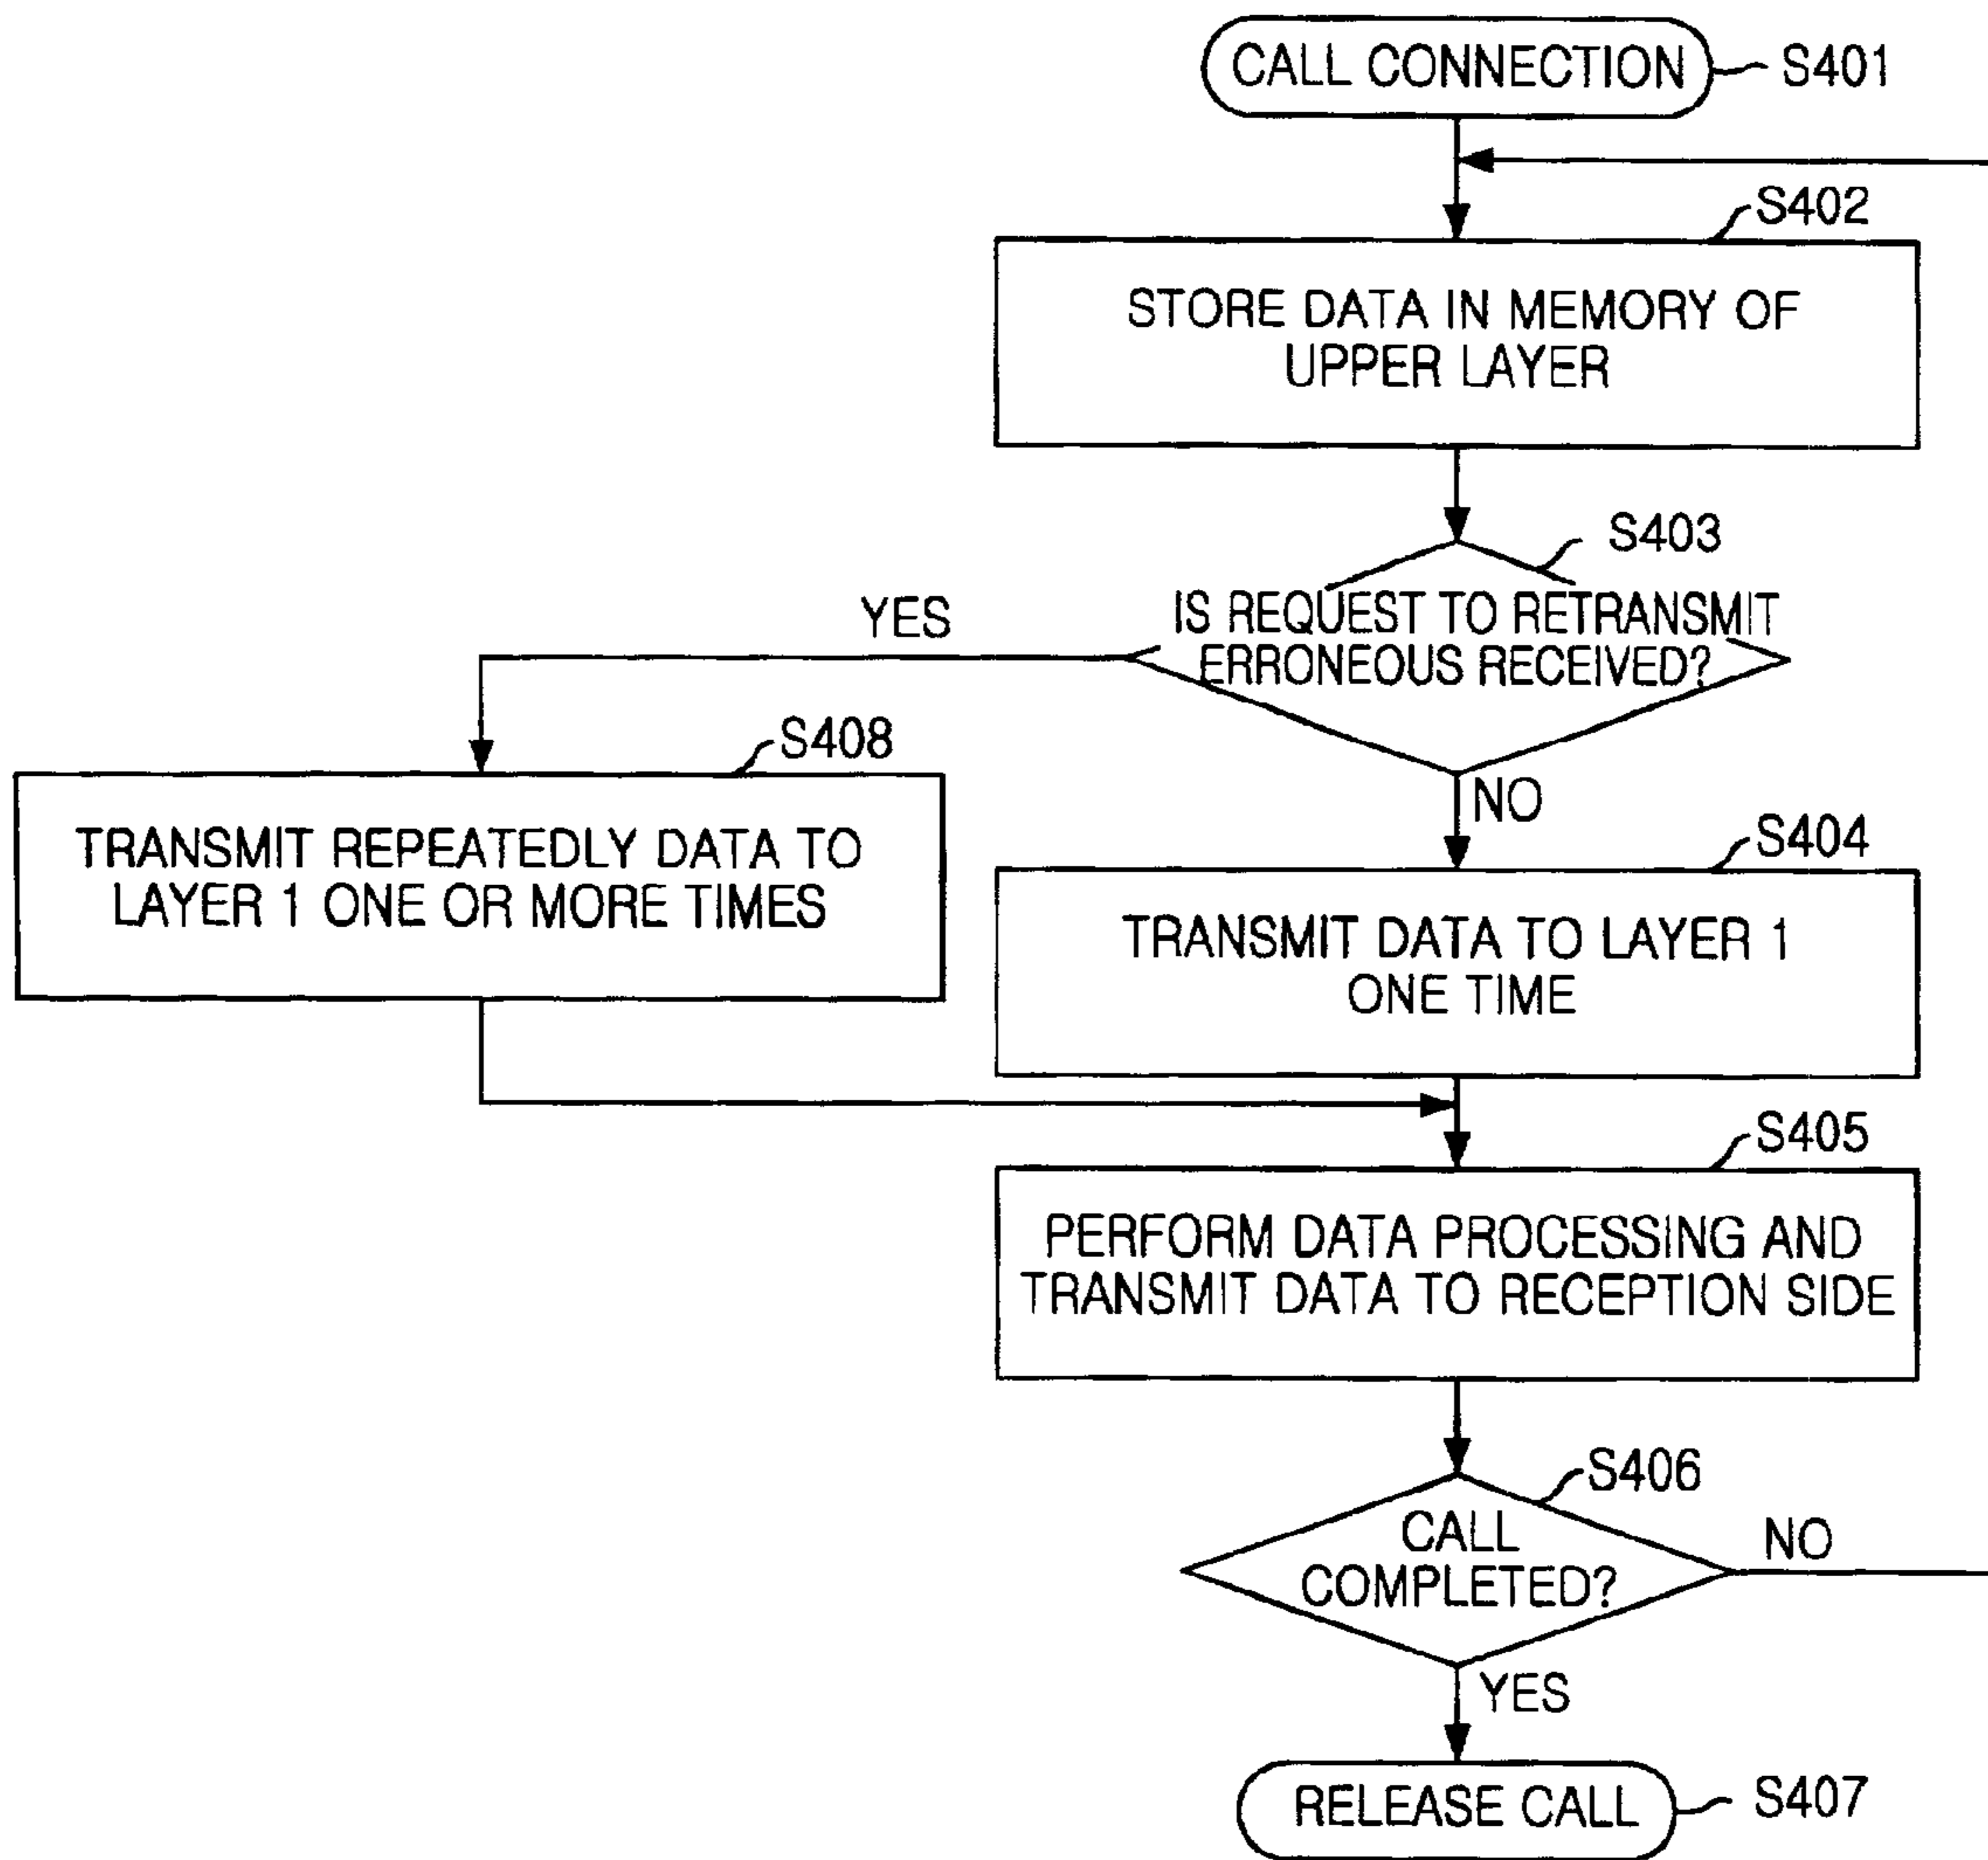 CALL CONNECTION
S401
S402
STORE DATA IN MEMORY OF
UPPER LAYER
S403
IS REQUEST TO RETRANSMIT
ERRONEOUS RECEIVED?
YES
NO
S408
TRANSMIT REPEATEDLY DATA TO
LAYER 1 ONE OR MORE TIMES
S404
TRANSMIT DATA TO LAYER 1
ONE TIME
S405
PERFORM DATA PROCESSING AND
TRANSMIT DATA TO RECEPTION SIDE
S406
CALL
COMPLETED?
NO
YES
RELEASE CALL
S407